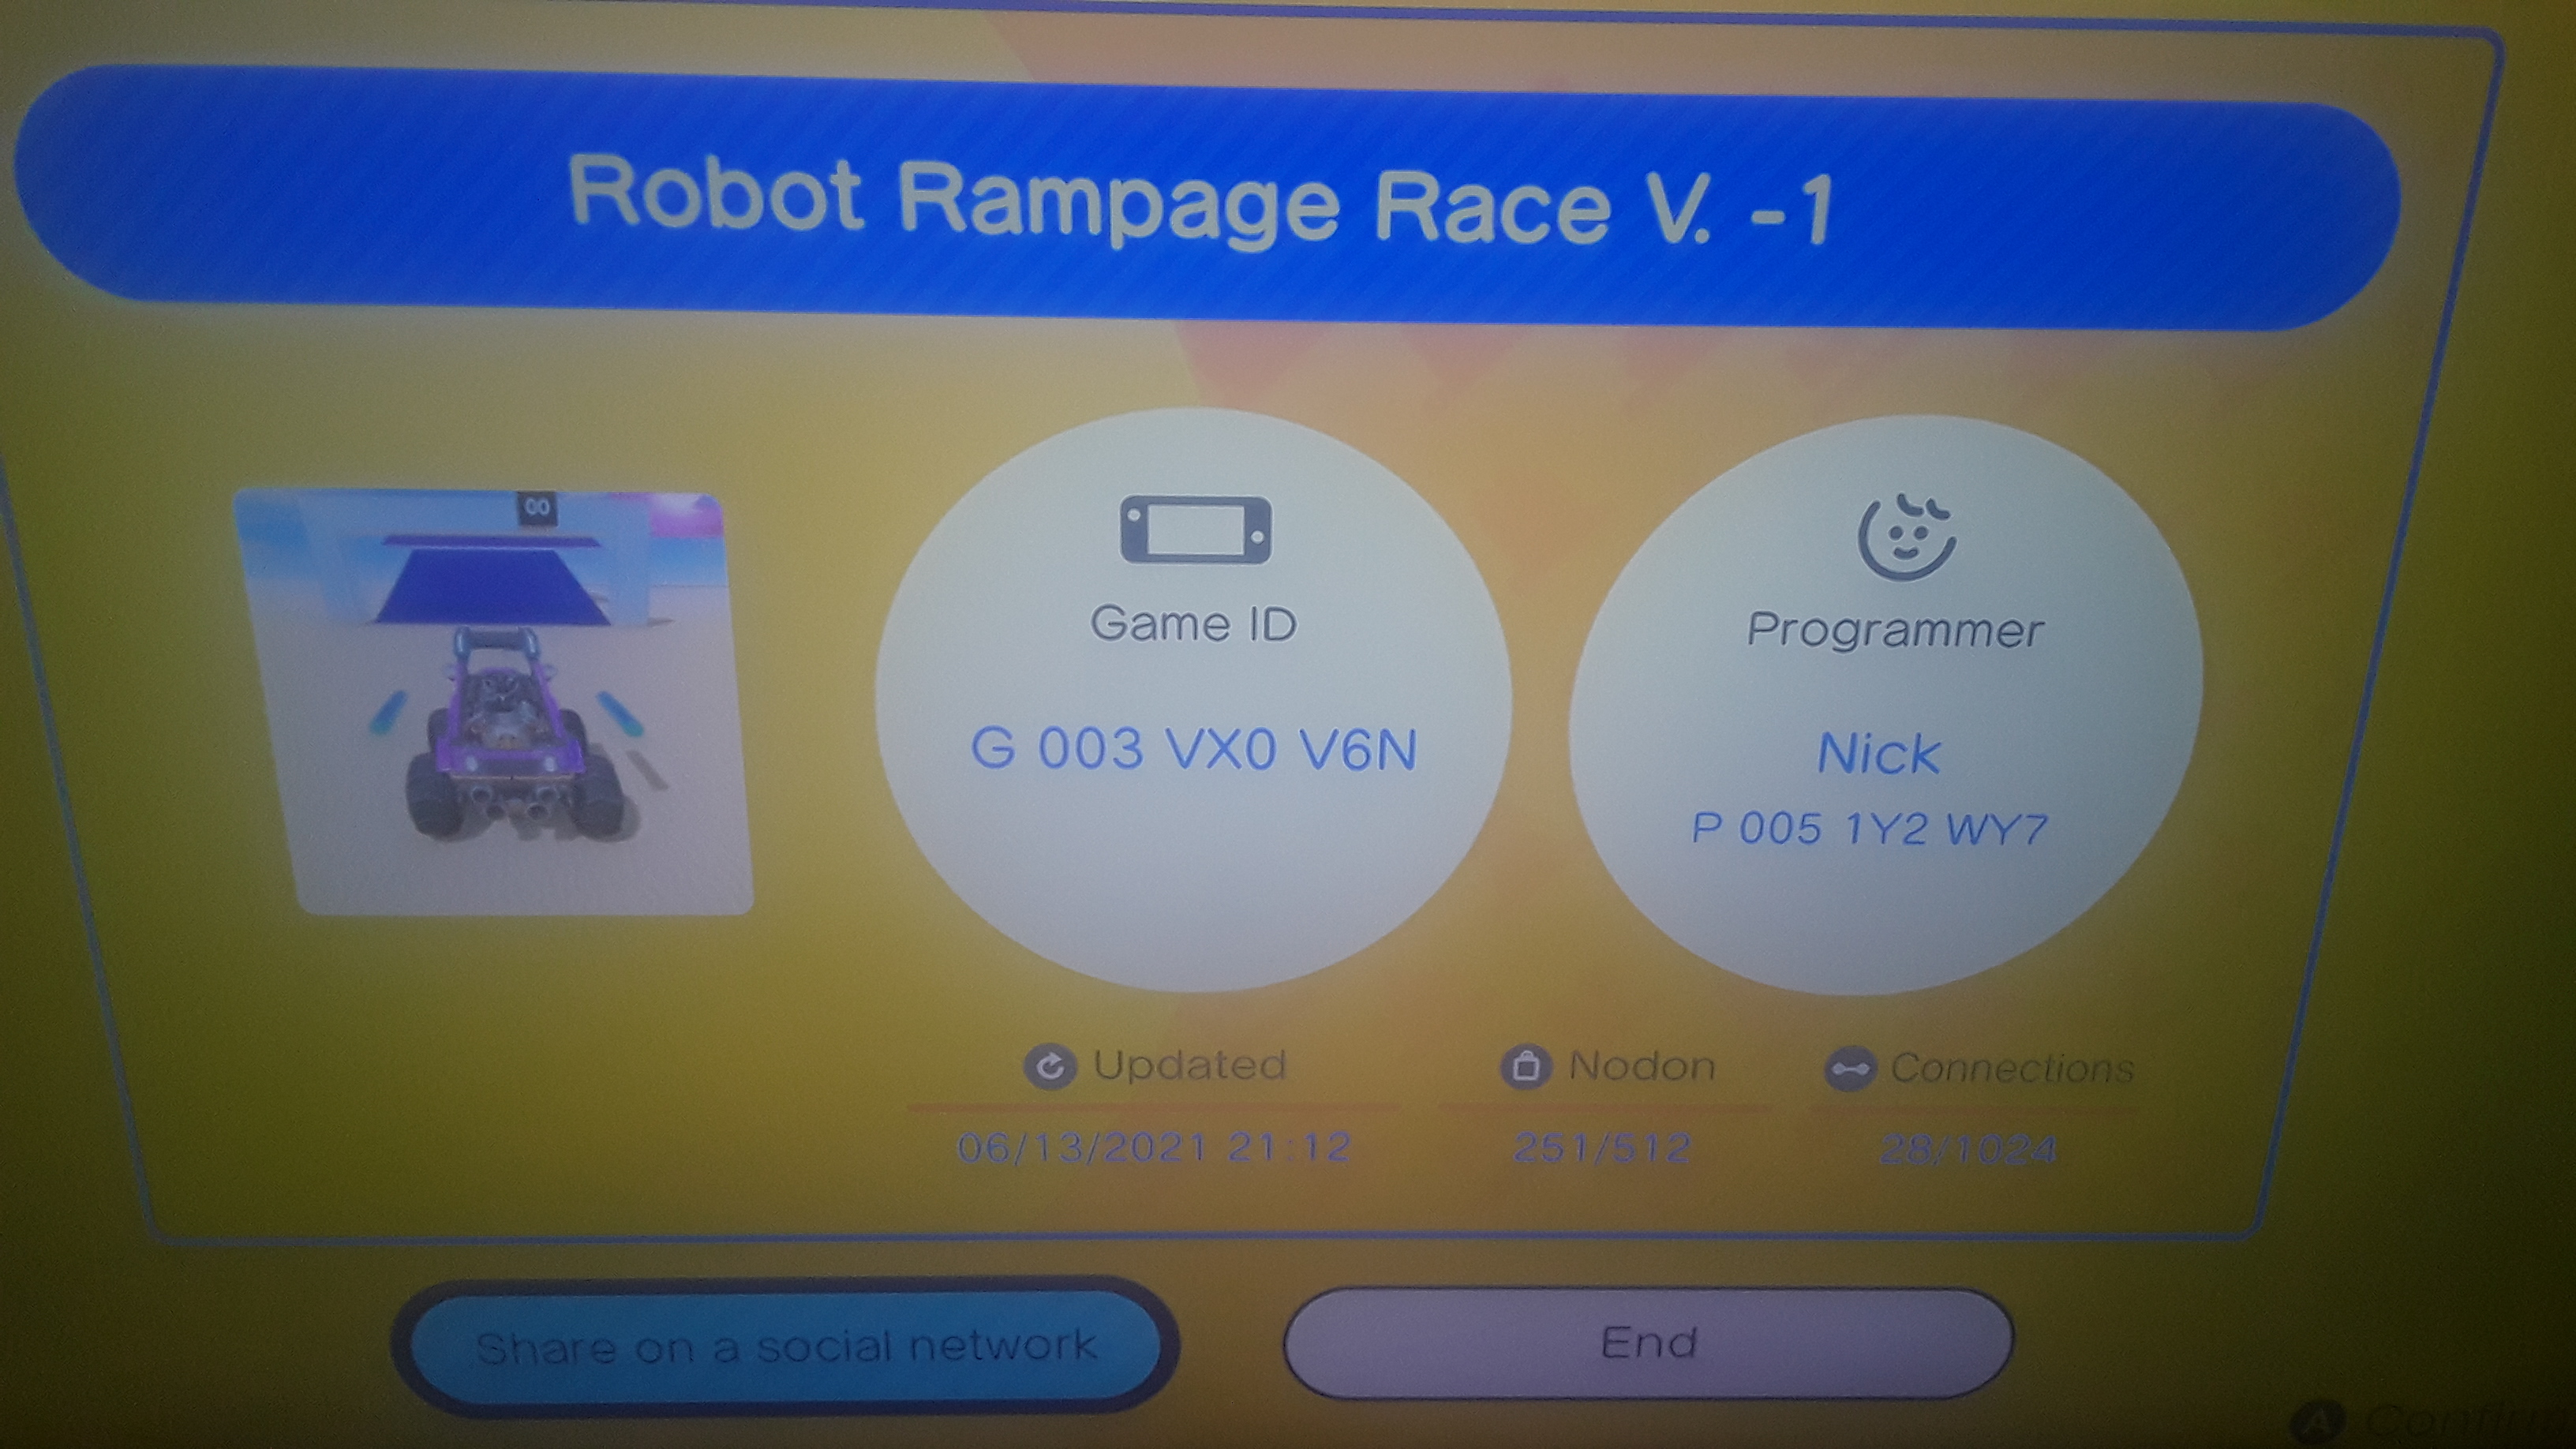 Robot Rampage Race V. -1
00
Game ID
G 003 VX0 V6N
Programmer
Nick
P 005 1Y2 WY7
Updated
06/13/2021 21:12
Nodon
251/512
Connections
28/1024
Share on a social network
End
A